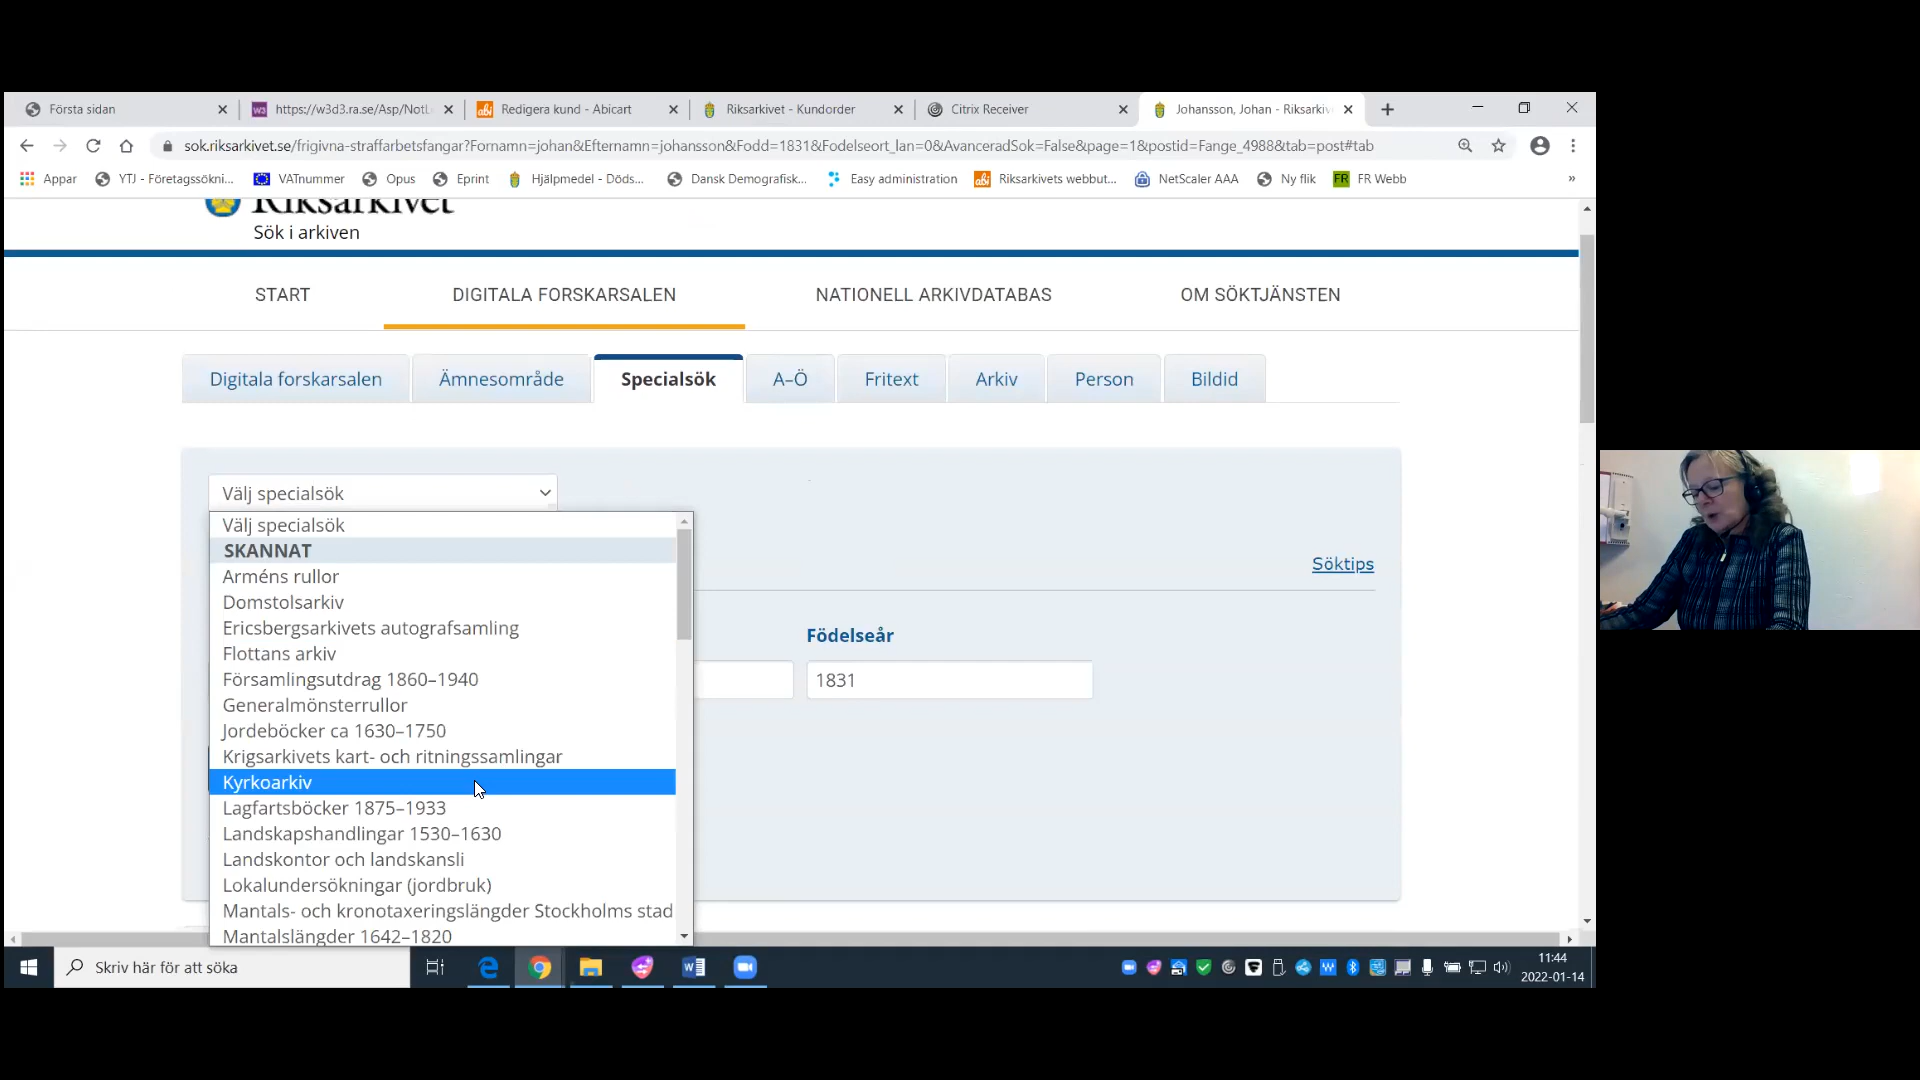 Första sidan
https://w3d3.ra.se/Asp/NotL
Redigera kund - Abicart
Riksarkivet - Kundorder
Citrix Receiver
Johansson, Johan - Riksarkiv
sok.riksarkivet.se/frigivna-straffarbetsfangar?Fornamn=johan&Efternamn=johansson&Fodd=1831&Fodelseort_lan=0&AvanceradSok=False&page=1&postid=Fange_4988&tab=post#tab
Appar
YTJ - Företagssökni...
VATnummer
Opus
Eprint
Hjälpmedel - Döds...
Dansk Demografisk...
Easy administration
Riksarkivets webbut...
NetScaler AAA
Ny flik
FR Webb
»
Riksarkivet
Sök i arkiven
START
DIGITALA FORSKARSALEN
NATIONELL ARKIVDATABAS
OM SÖKTJÄNSTEN
Digitala forskarsalen
Ämnesområde
Specialsök
A–Ö
Fritext
Arkiv
Person
Bildid
Välj specialsök
Välj specialsök
SKANNAT
Arméns rullor
Domstolsarkiv
Ericsbergsarkivets autografsamling
Flottans arkiv
Församlingsutdrag 1860–1940
Generalmönsterrullor
Jordeböcker ca 1630–1750
Krigsarkivets kart- och ritningssamlingar
Kyrkoarkiv
Lagfartsböcker 1875–1933
Landskapshandlingar 1530–1630
Landskontor och landskansli
Lokalundersökningar (jordbruk)
Mantals- och kronotaxeringslängder Stockholms stad
Mantalslängder 1642–1820
Söktips
Födelseår
1831
Skriv här för att söka
11:44
2022-01-14